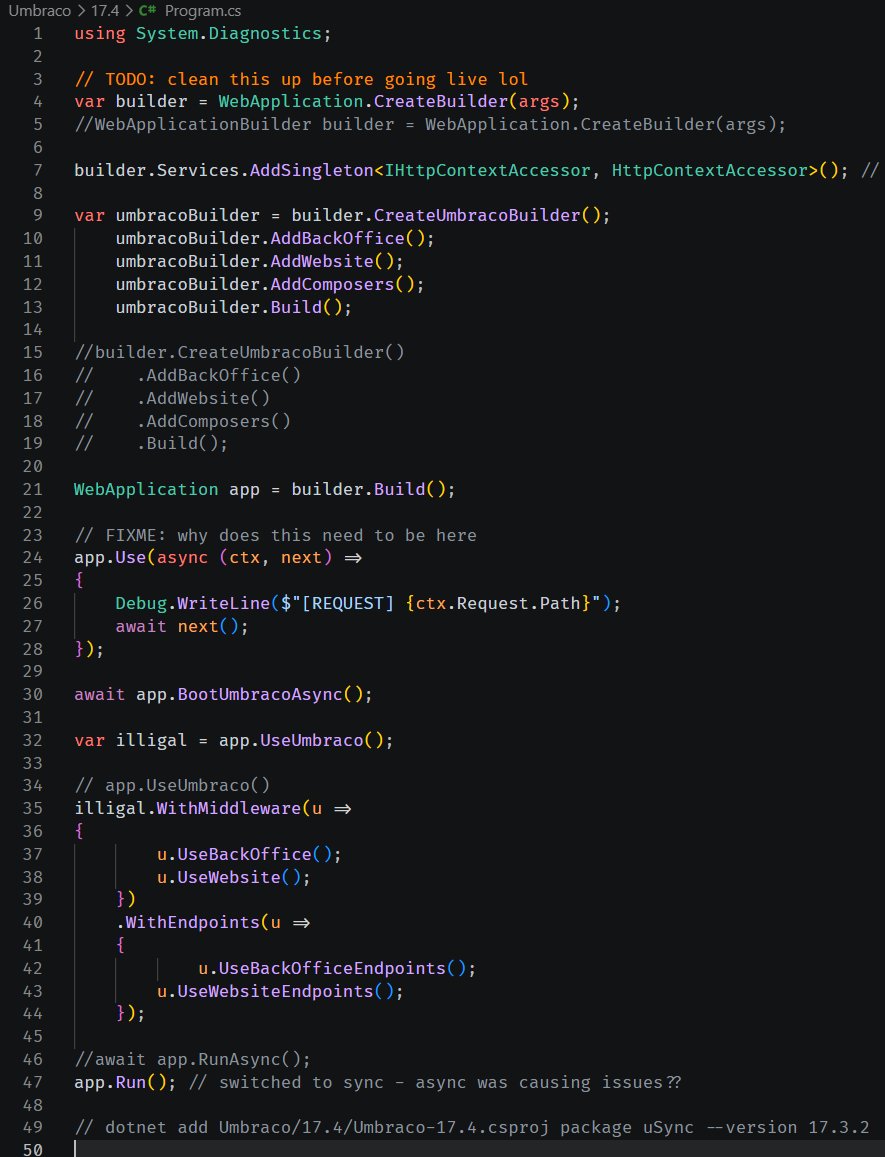 Umbraco > 17.4 > C# Program.cs
1 using System.Diagnostics;
2
3 // TODO: clean this up before going live lol
4 var builder = WebApplication.CreateBuilder(args);
5 //WebApplicationBuilder builder = WebApplication.CreateBuilder(args);
6
7 builder.Services.AddSingleton<IHttpContextAccessor, HttpContextAccessor>(); //
8
9 var umbracoBuilder = builder.CreateUmbracoBuilder();
10     umbracoBuilder.AddBackOffice();
11     umbracoBuilder.AddWebsite();
12     umbracoBuilder.AddComposers();
13     umbracoBuilder.Build();
14
15 //builder.CreateUmbracoBuilder()
16 //    .AddBackOffice()
17 //    .AddWebsite()
18 //    .AddComposers()
19 //    .Build();
20
21 WebApplication app = builder.Build();
22
23 // FIXME: why does this need to be here
24 app.Use(async (ctx, next) =>
25 {
26     Debug.WriteLine($"[REQUEST] {ctx.Request.Path}");
27     await next();
28 });
29
30 await app.BootUmbracoAsync();
31
32 var illigal = app.UseUmbraco();
33
34 // app.UseUmbraco()
35 illigal.WithMiddleware(u =>
36 {
37         u.UseBackOffice();
38         u.UseWebsite();
39     })
40     .WithEndpoints(u =>
41     {
42             u.UseBackOfficeEndpoints();
43         u.UseWebsiteEndpoints();
44     });
45
46 //await app.RunAsync();
47 app.Run(); // switched to sync - async was causing issues??
48
49 // dotnet add Umbraco/17.4/Umbraco-17.4.csproj package uSync --version 17.3.2
50